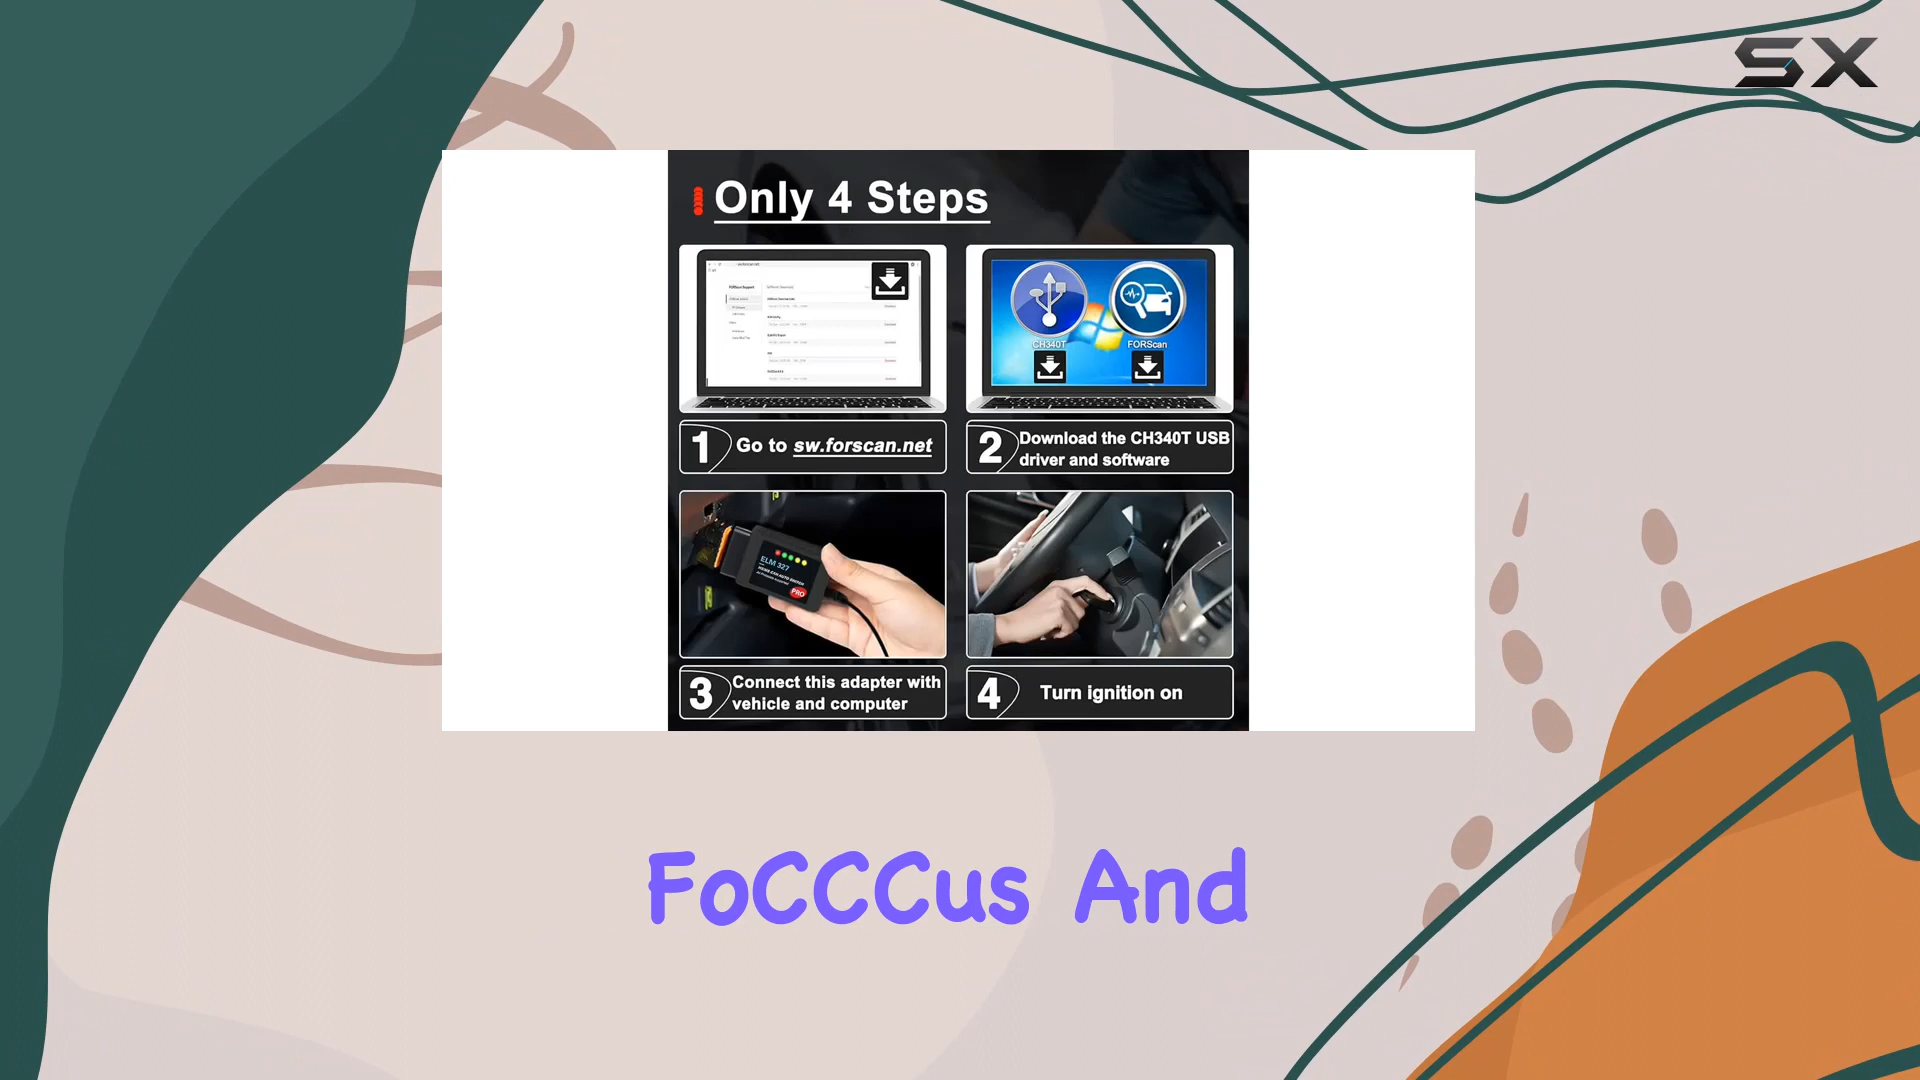 SX
Only 4 Steps
CH340T
FORScan
1 Go to sw.forscan.net
2 Download the CH340T USB
driver and software
ELM 327
PRO
3 Connect this adapter with
vehicle and computer
4 Turn ignition on
FoCCCus And